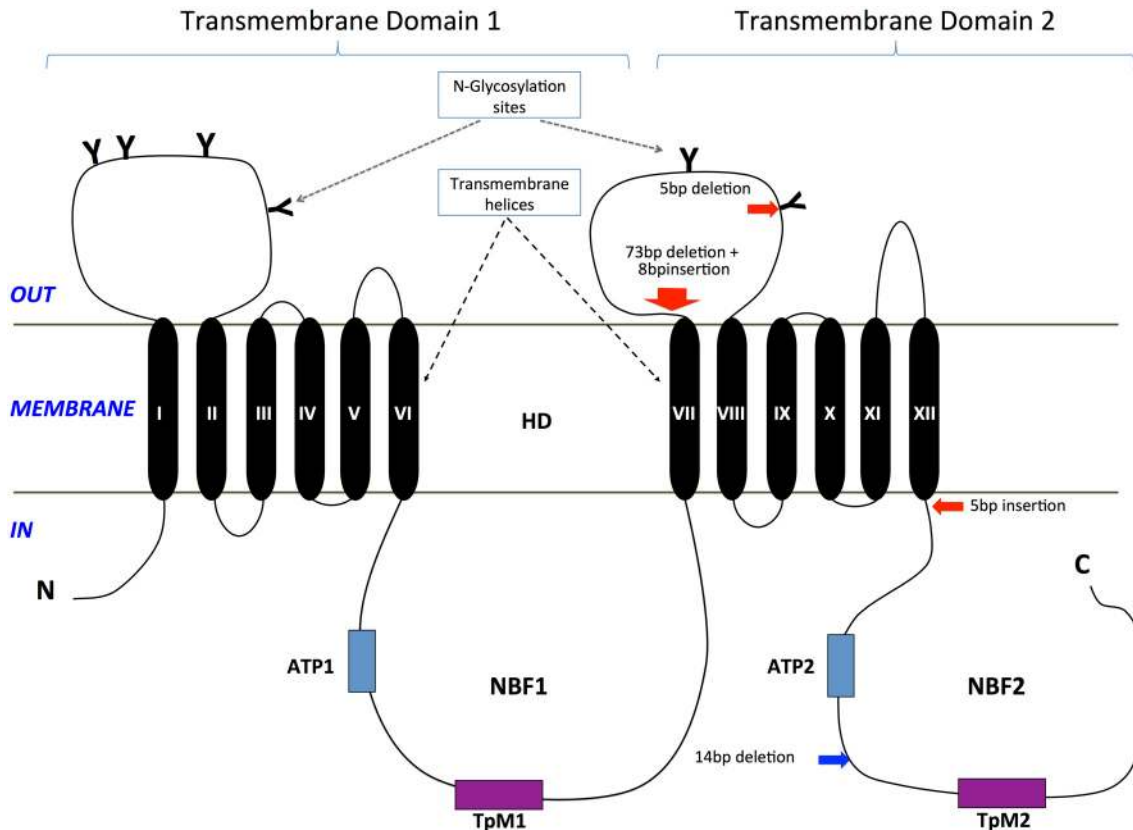 Transmembrane Domain 1
Transmembrane Domain 2
N-Glycosylation
sites
Y Y Y Y
Y Y
5bp deletion
Transmembrane
helices
73bp deletion +
8bpinsertion
OUT
MEMBRANE
I II III IV V VI
HD
VII VIII IX X XI XII
IN
5bp insertion
N
C
ATP1
NBF1
ATP2
NBF2
14bp deletion
TpM1
TpM2